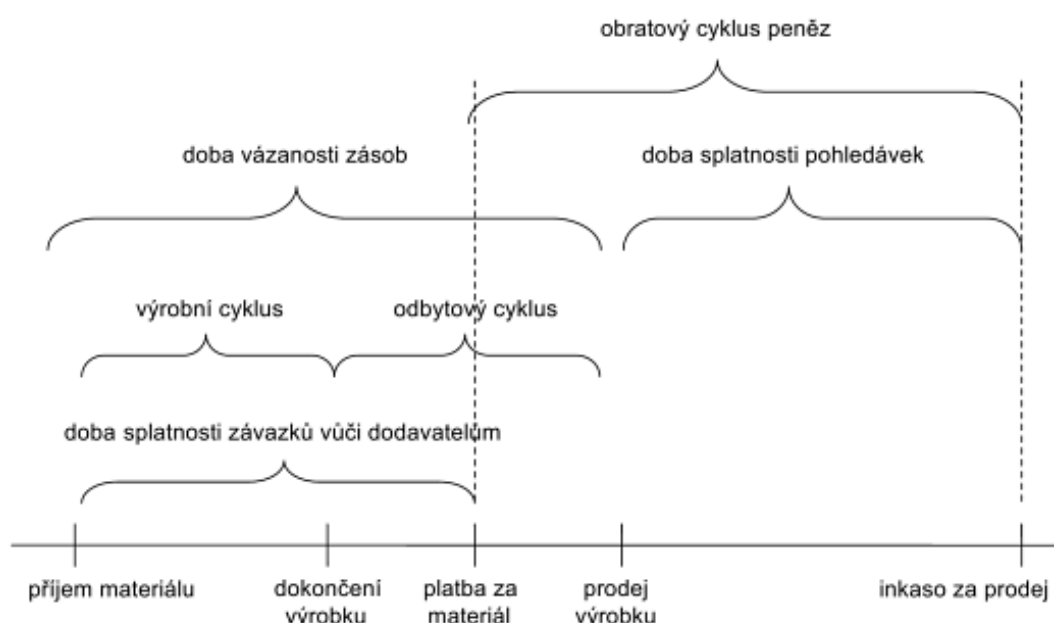 obratový cyklus peněz
doba vázanosti zásob
doba splatnosti pohledávek
výrobní cyklus
odbytový cyklus
doba splatnosti závazků vůči dodavatelům
příjem materiálu
dokončení
výrobku
platba za
materiál
prodej
výrobku
inkaso za prodej